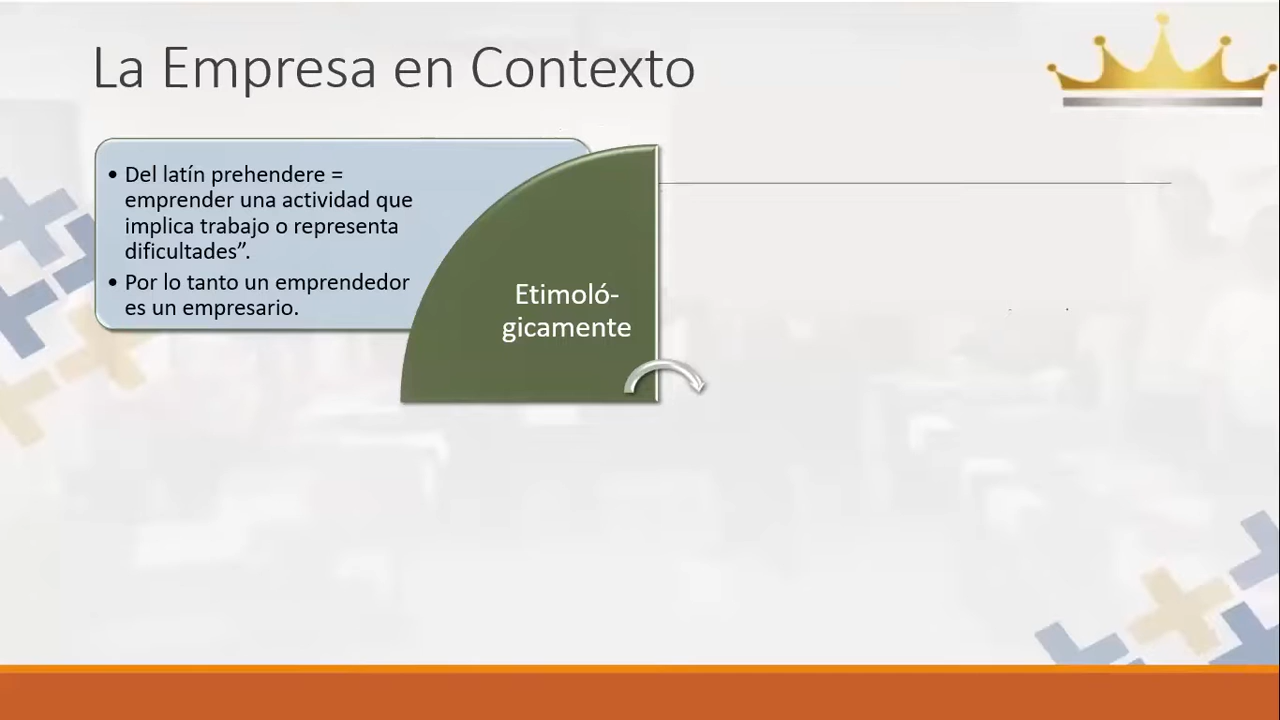 La Empresa en Contexto
• Del latín prehendere =
emprender una actividad que
implica trabajo o representa
dificultades”.
• Por lo tanto un emprendedor
es un empresario.
Etimoló-
gicamente